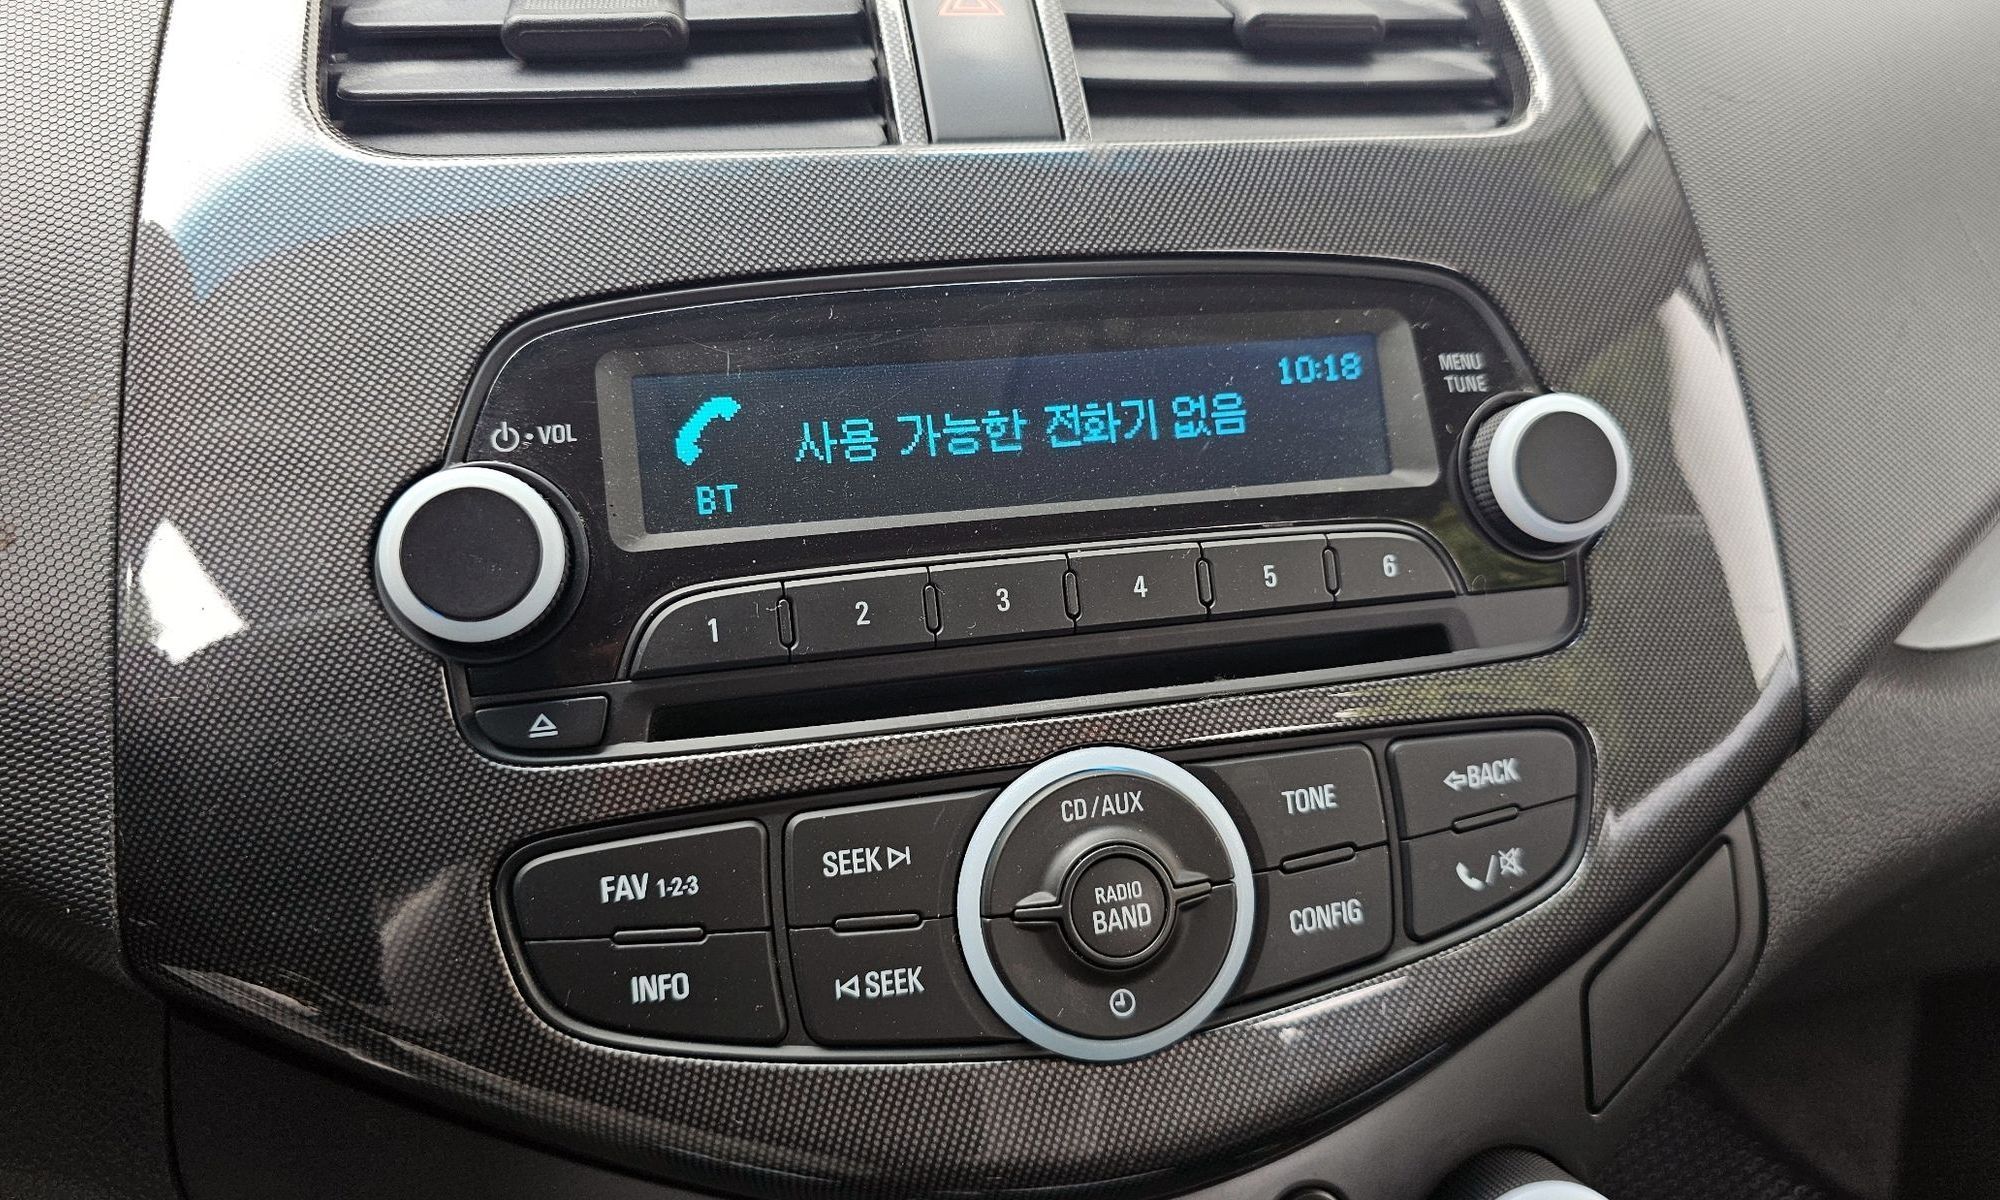 10:18
사용 가능한 전화기 없음
BT
VOL
MENU
TUNE
1 2 3 4 5 6
CD/AUX
RADIO
BAND
FAV 1-2-3
SEEK
TONE
BACK
INFO
SEEK
CONFIG